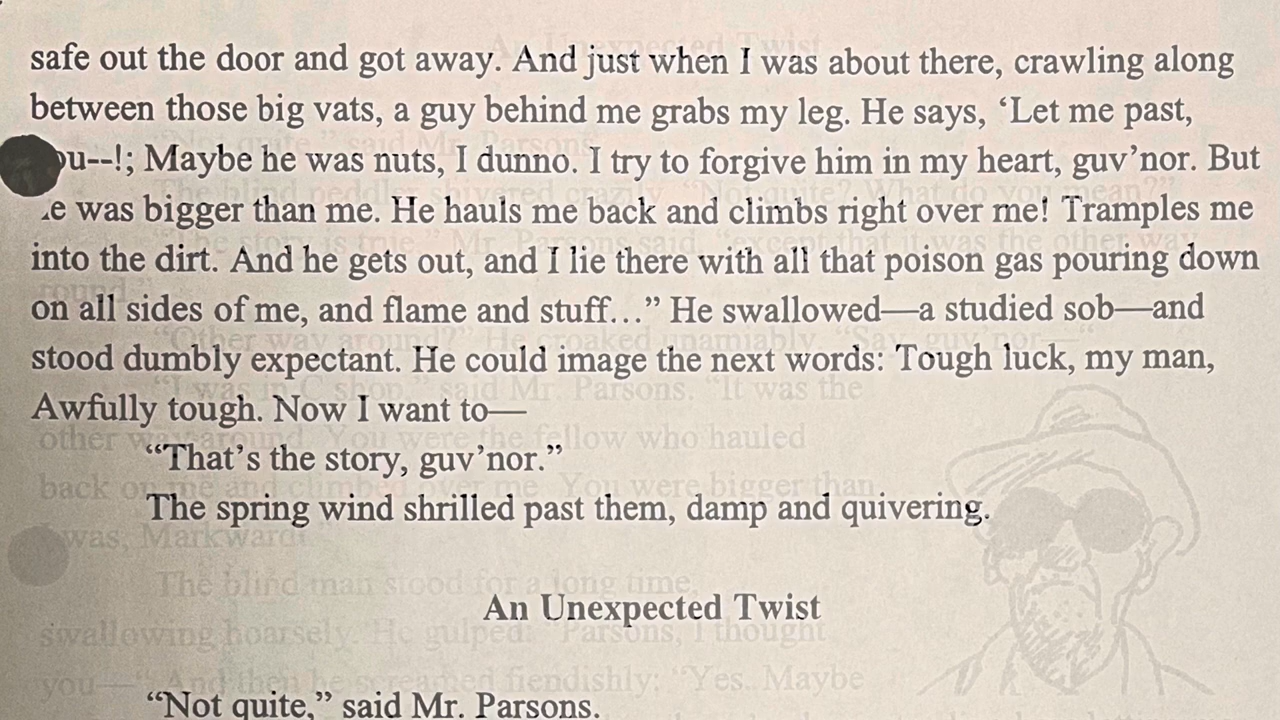 safe out the door and got away. And just when I was about there, crawling along
between those big vats, a guy behind me grabs my leg. He says, ‘Let me past,
ou--!; Maybe he was nuts, I dunno. I try to forgive him in my heart, guv’nor. But
e was bigger than me. He hauls me back and climbs right over me! Tramples me
into the dirt. And he gets out, and I lie there with all that poison gas pouring down
on all sides of me, and flame and stuff…” He swallowed—a studied sob—and
stood dumbly expectant. He could image the next words: Tough luck, my man,
Awfully tough. Now I want to—
“That’s the story, guv’nor.”
The spring wind shrilled past them, damp and quivering.
An Unexpected Twist
“Not quite,” said Mr. Parsons.